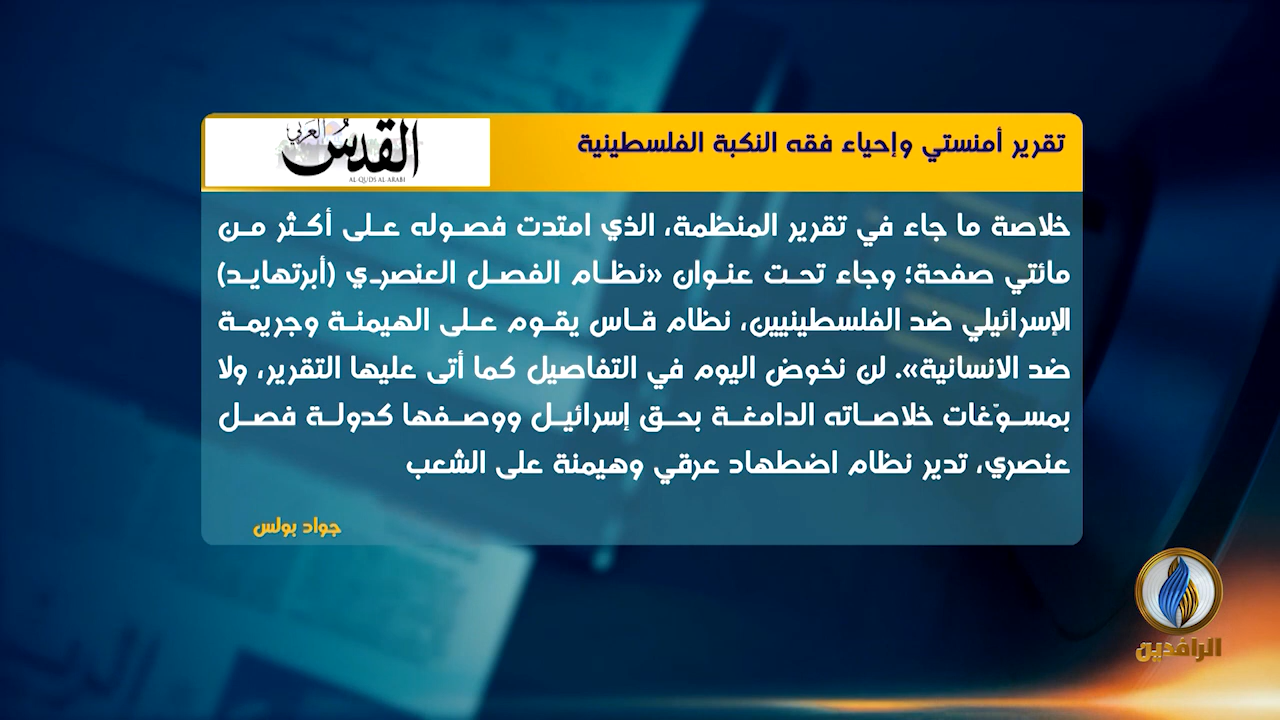 تقرير أمنستي وإحياء فقه النكبة الفلسطينية
القدس العربي
AL-QUDS AL-ARABI
خلاصة ما جاء في تقرير المنظمة، الذي امتدت فصوله على أكثر من
مائتي صفحة؛ وجاء تحت عنوان «نظام الفصل العنصري (أبرتهايد)
الإسرائيلي ضد الفلسطينيين، نظام قاس يقوم على الهيمنة وجريمة
ضد الانسانية». لن نخوض اليوم في التفاصيل كما أتى عليها التقرير، ولا
بمسوّغات خلاصاته الدامغة بحق إسرائيل ووصفها كدولة فصل
عنصري، تدير نظام اضطهاد عرقي وهيمنة على الشعب
جواد بولس
الرافدين